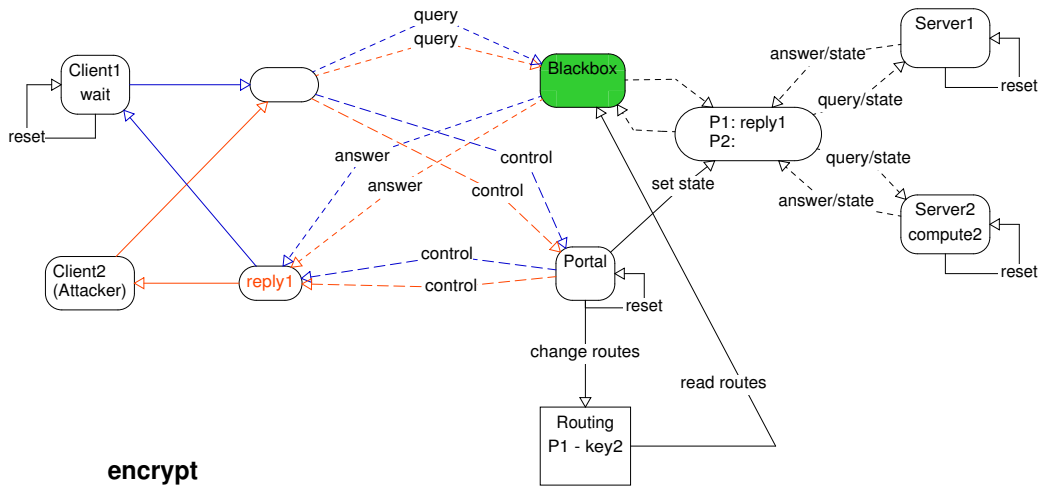 query
query
Client1
wait
reset
Blackbox
Server1
answer/state
reset
query/state
P1: reply1
P2:
answer
control
query/state
answer
control
set state
answer/state
Server2
compute2
reset
Client2
(Attacker)
reply1
control
control
Portal
reset
change routes
read routes
Routing
P1 - key2
encrypt